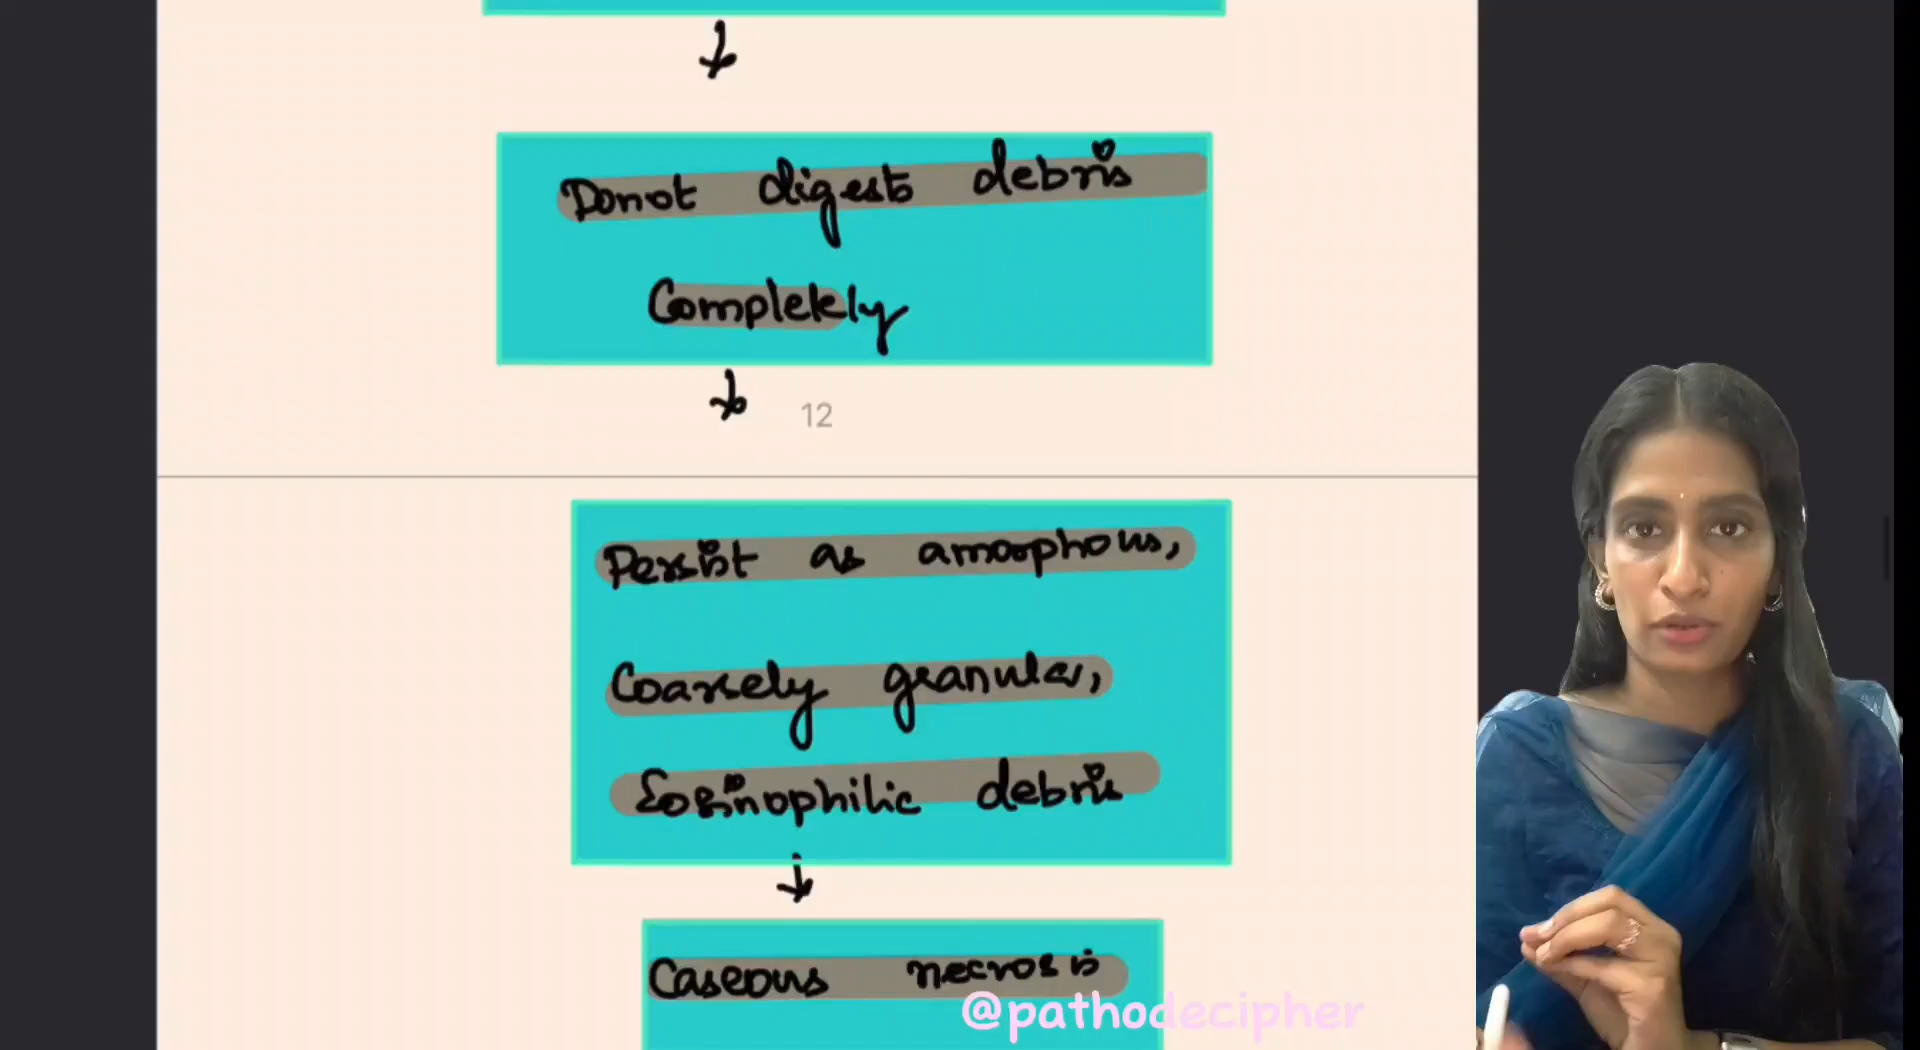 Donot digest debris
Completely
12
Persist as amorphous,
Coarsely granular,
Eosinophilic debris
Caseous necrosis
@pathodecipher